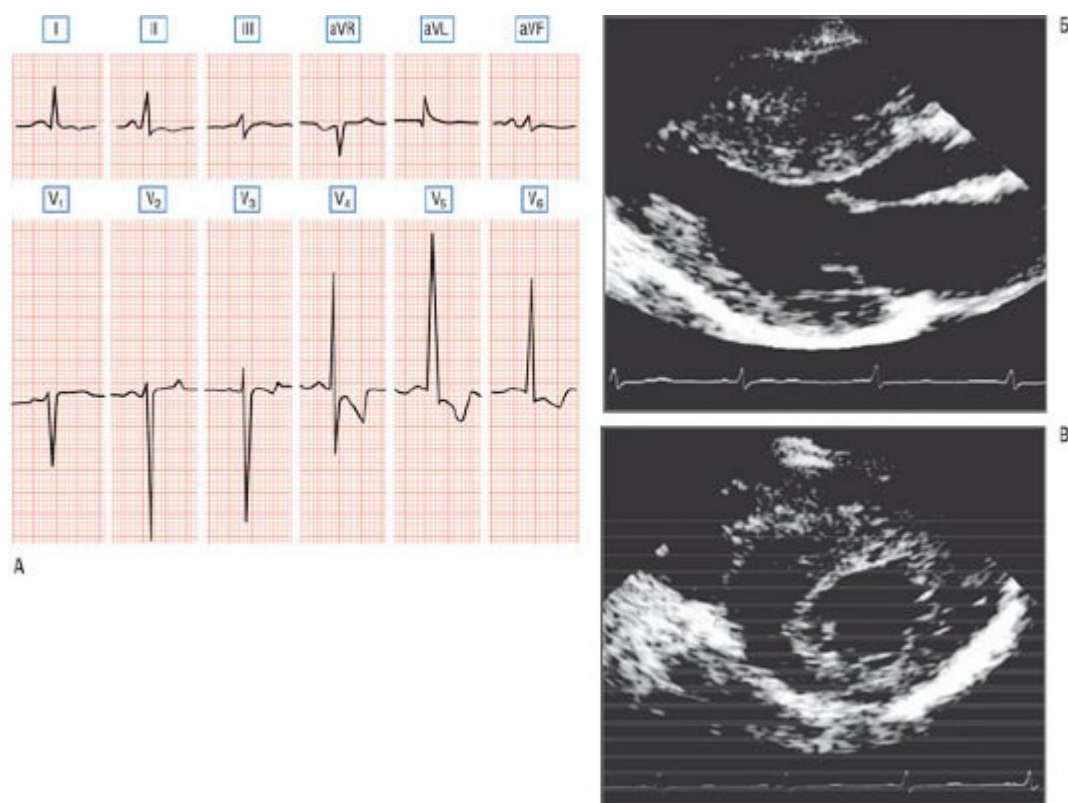 I II III aVR aVL aVF
V₁ V₂ V₃ V₄ V₅ V₆
А
Б
В